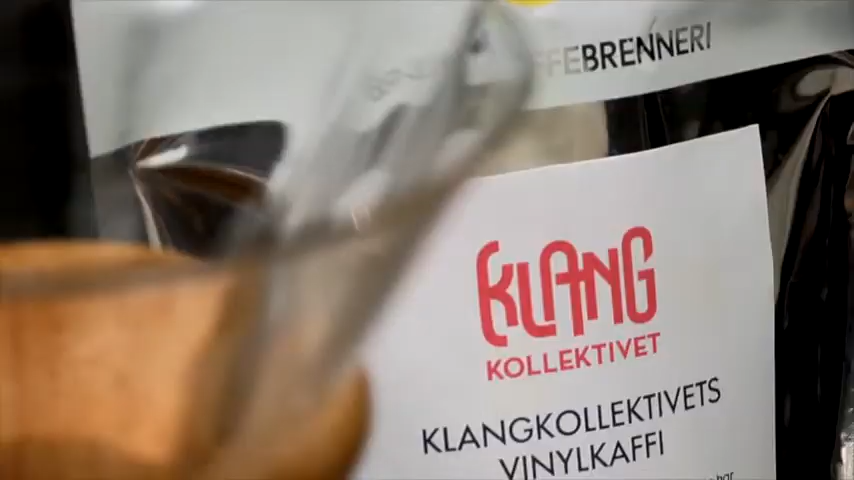 FFEBRENNERI
KLANG
KOLLEKTIVET
KLANGKOLLEKTIVETS
VINYLKAFFI